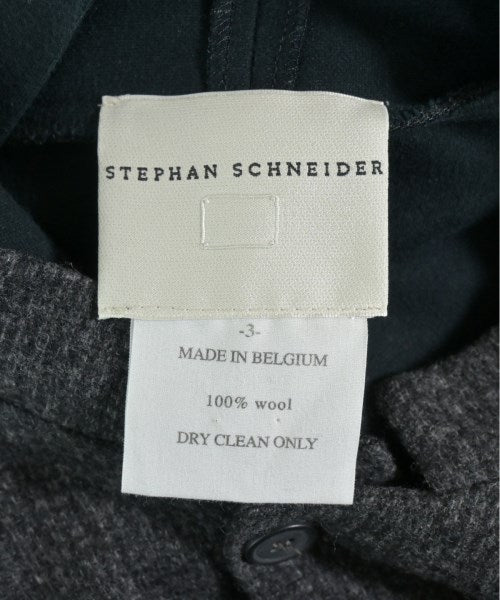 STEPHAN SCHNEIDER
-3-
MADE IN BELGIUM
100% wool
DRY CLEAN ONLY